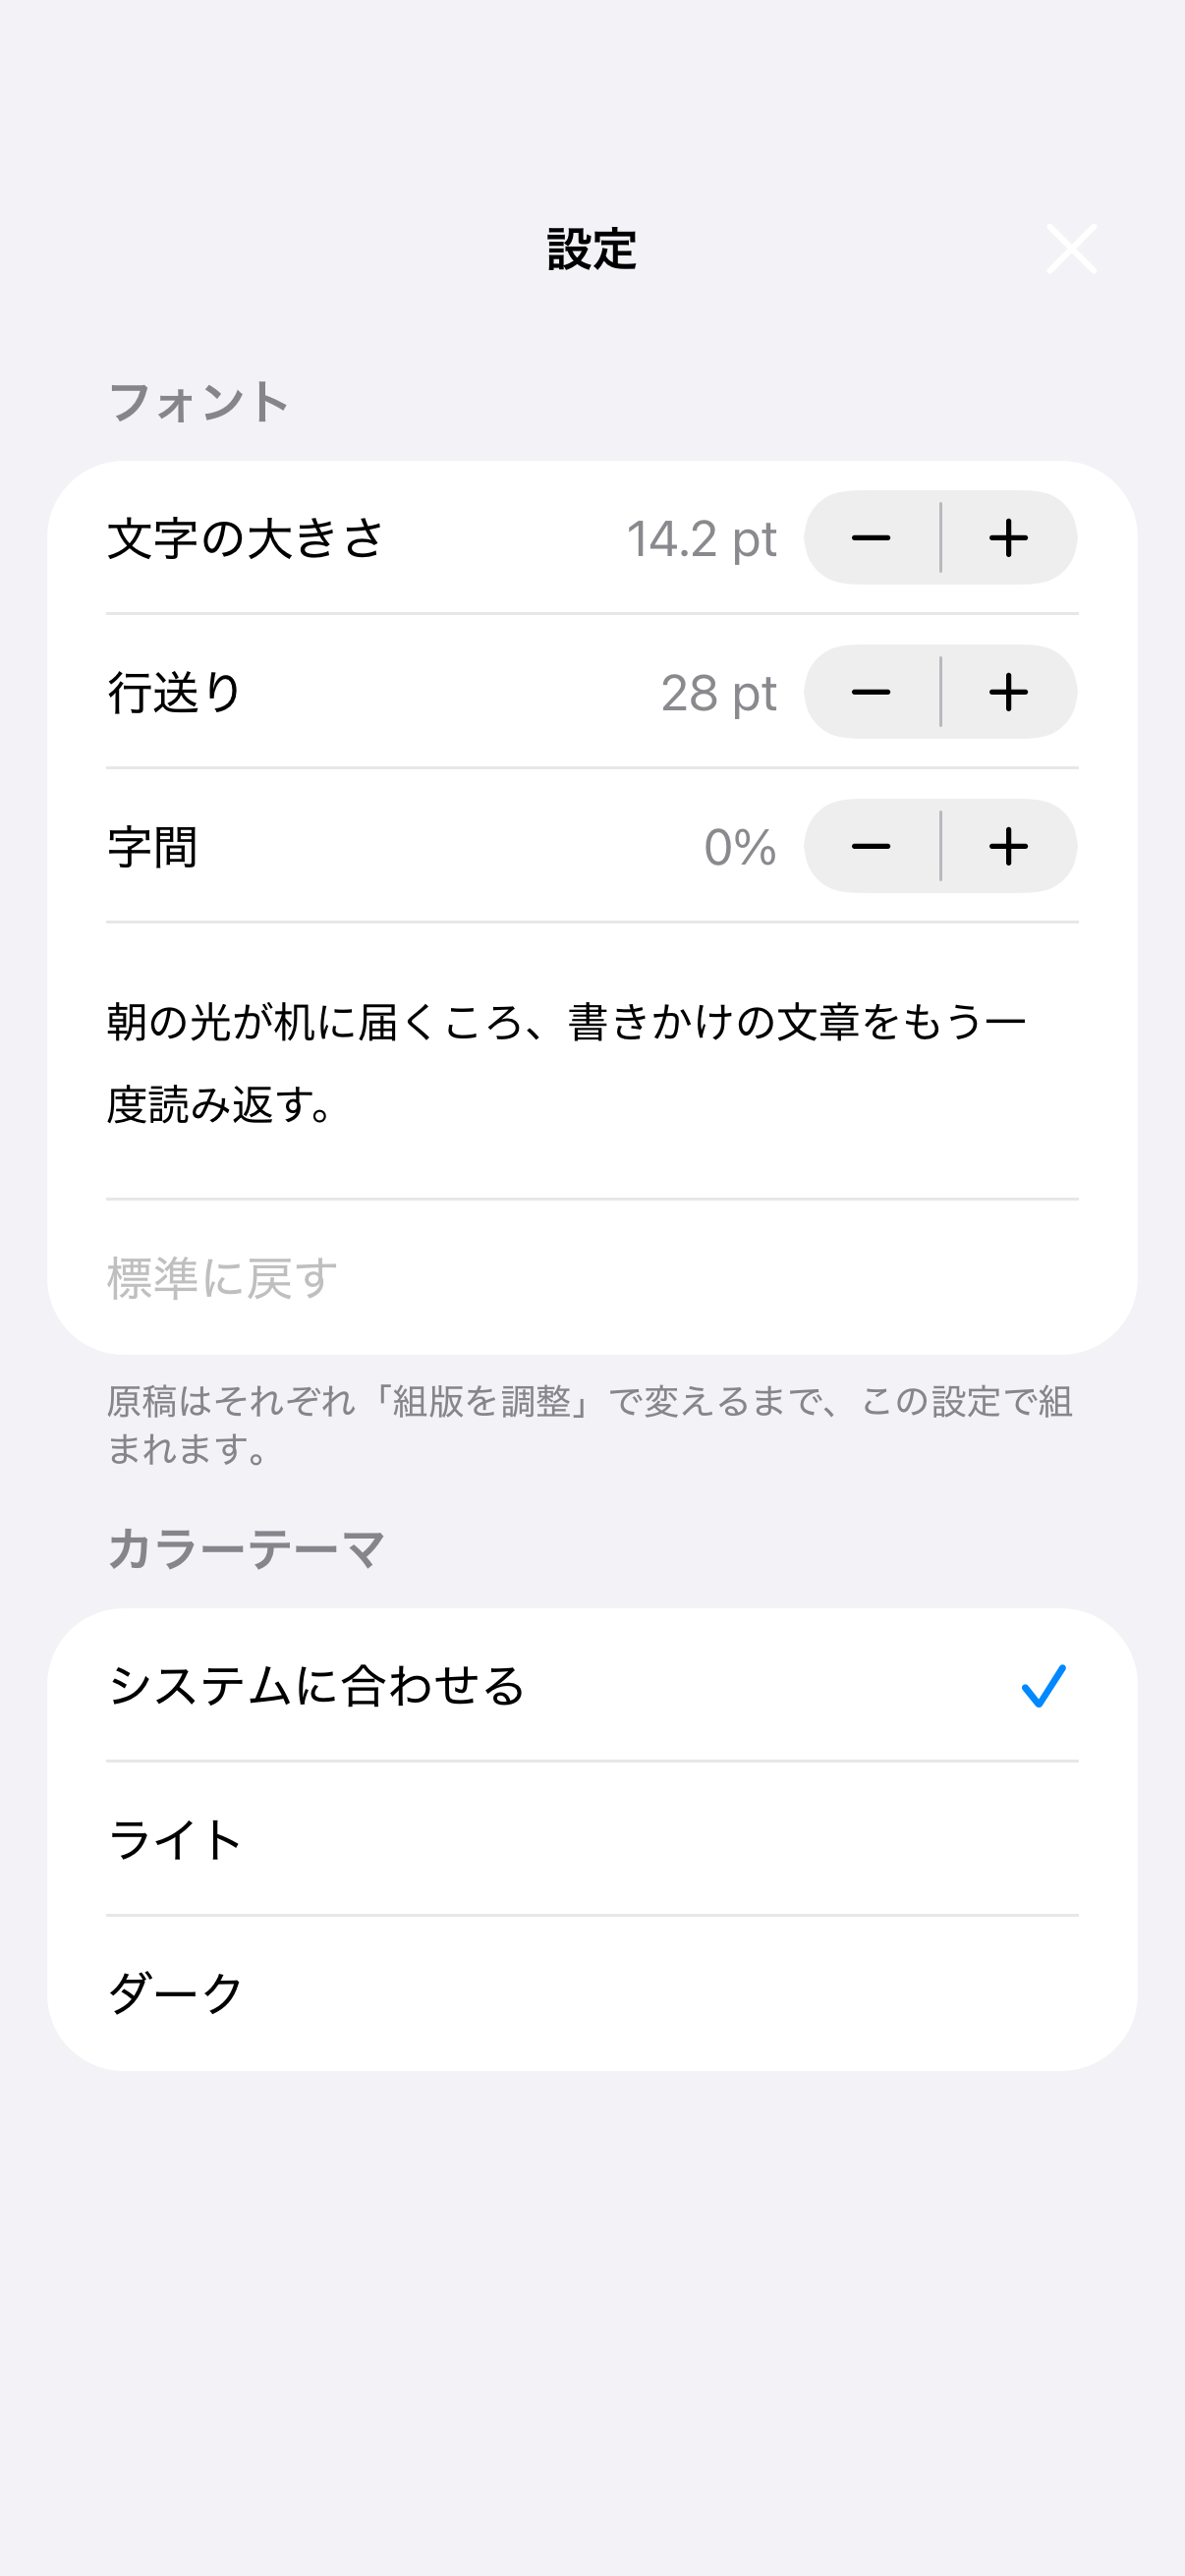 設定
フォント
文字の大きさ 14.2 pt
行送り 28 pt
字間 0%
朝の光が机に届くころ、書きかけの文章をもう一
度読み返す。
標準に戻す
原稿はそれぞれ「組版を調整」で変えるまで、この設定で組
まれます。
カラーテーマ
システムに合わせる
ライト
ダーク